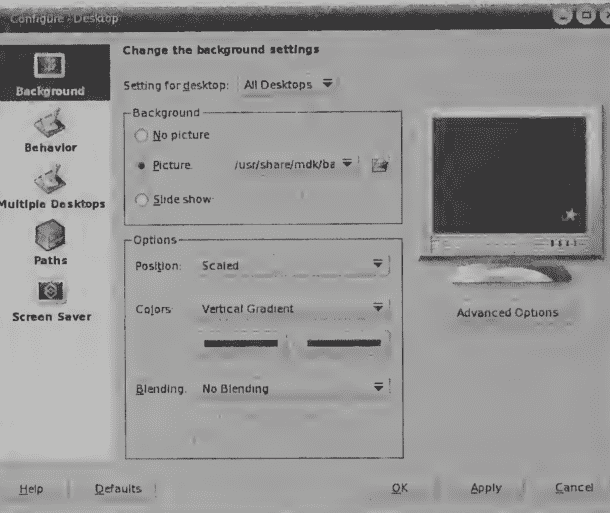 Configure - Desktop
Change the background settings
Background
Setting for desktop: All Desktops
Background
No picture
Behavior
Picture /usr/share/mdk/ba
Multiple Desktops
Slide show
Options
Paths
Position: Scaled
Screen Saver
Colors Vertical Gradient
Advanced Options
Blending. No Blending
Help
Defaults
OK
Apply
Cancel